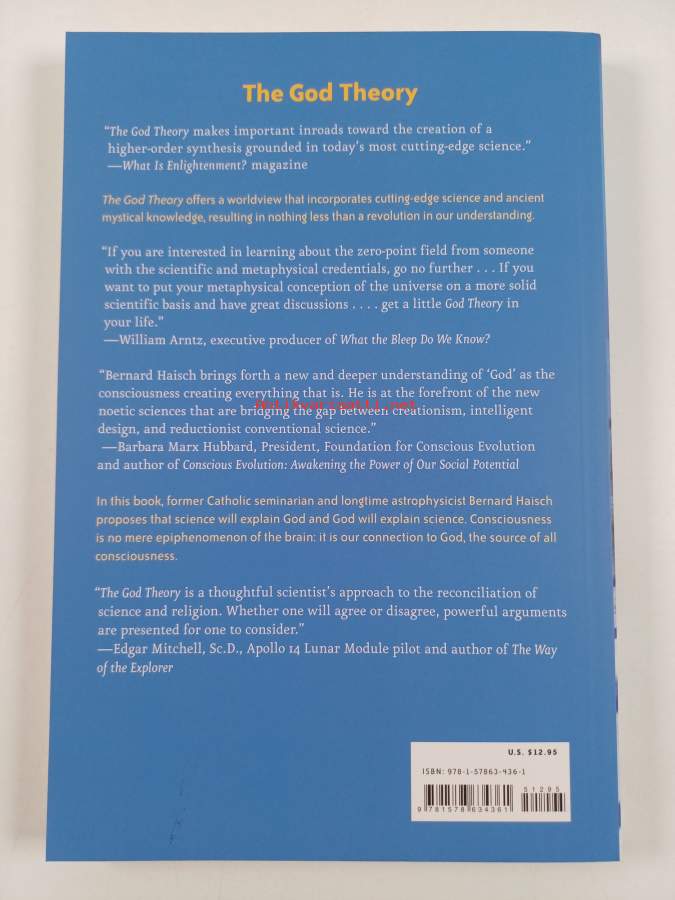 The God Theory
“The God Theory makes important inroads toward the creation of a
higher-order synthesis grounded in today’s most cutting-edge science.”
—What Is Enlightenment? magazine
The God Theory offers a worldview that incorporates cutting-edge science and ancient
mystical knowledge, resulting in nothing less than a revolution in our understanding.
“If you are interested in learning about the zero-point field from someone
with the scientific and metaphysical credentials, go no further . . . If you
want to put your metaphysical conception of the universe on a more solid
scientific basis and have great discussions . . . . get a little God Theory in
your life.”
—William Arntz, executive producer of What the Bleep Do We Know?
“Bernard Haisch brings forth a new and deeper understanding of ‘God’ as the
consciousness creating everything that is. He is at the forefront of the new
noetic sciences that are bringing the gap between creationism, intelligent
design, and reductionist conventional science.”
—Barbara Marx Hubbard, President, Foundation for Conscious Evolution
and author of Conscious Evolution: Awakening the Power of Our Social Potential
In this book, former Catholic seminarian and longtime astrophysicist Bernard Haisch
proposes that science will explain God and God will explain science. Consciousness
is no mere epiphenomenon of the brain: it is our connection to God, the source of all
consciousness.
“The God Theory is a thoughtful scientist’s approach to the reconciliation of
science and religion. Whether one will agree or disagree, powerful arguments
are presented for one to consider.”
—Edgar Mitchell, Sc.D., Apollo 14 Lunar Module pilot and author of The Way
of the Explorer
U.S. $12.95
ISBN: 978-1-57863-436-1
51295
9 781578 634361